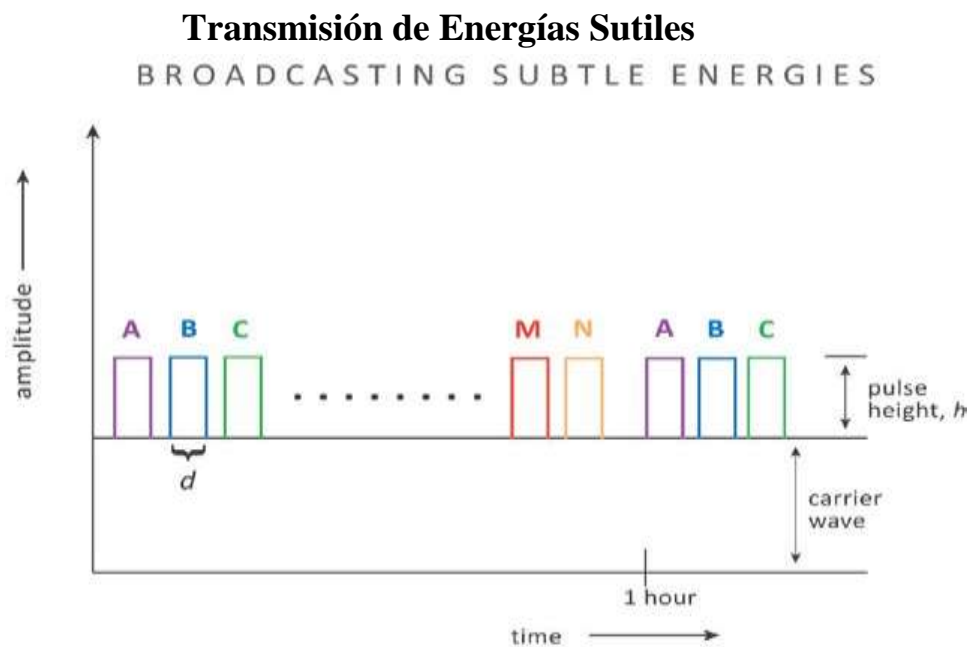 Transmisión de Energías Sutiles
BROADCASTING SUBTLE ENERGIES
amplitude
A B C M N A B C
pulse
height, h
d
carrier
wave
1 hour
time